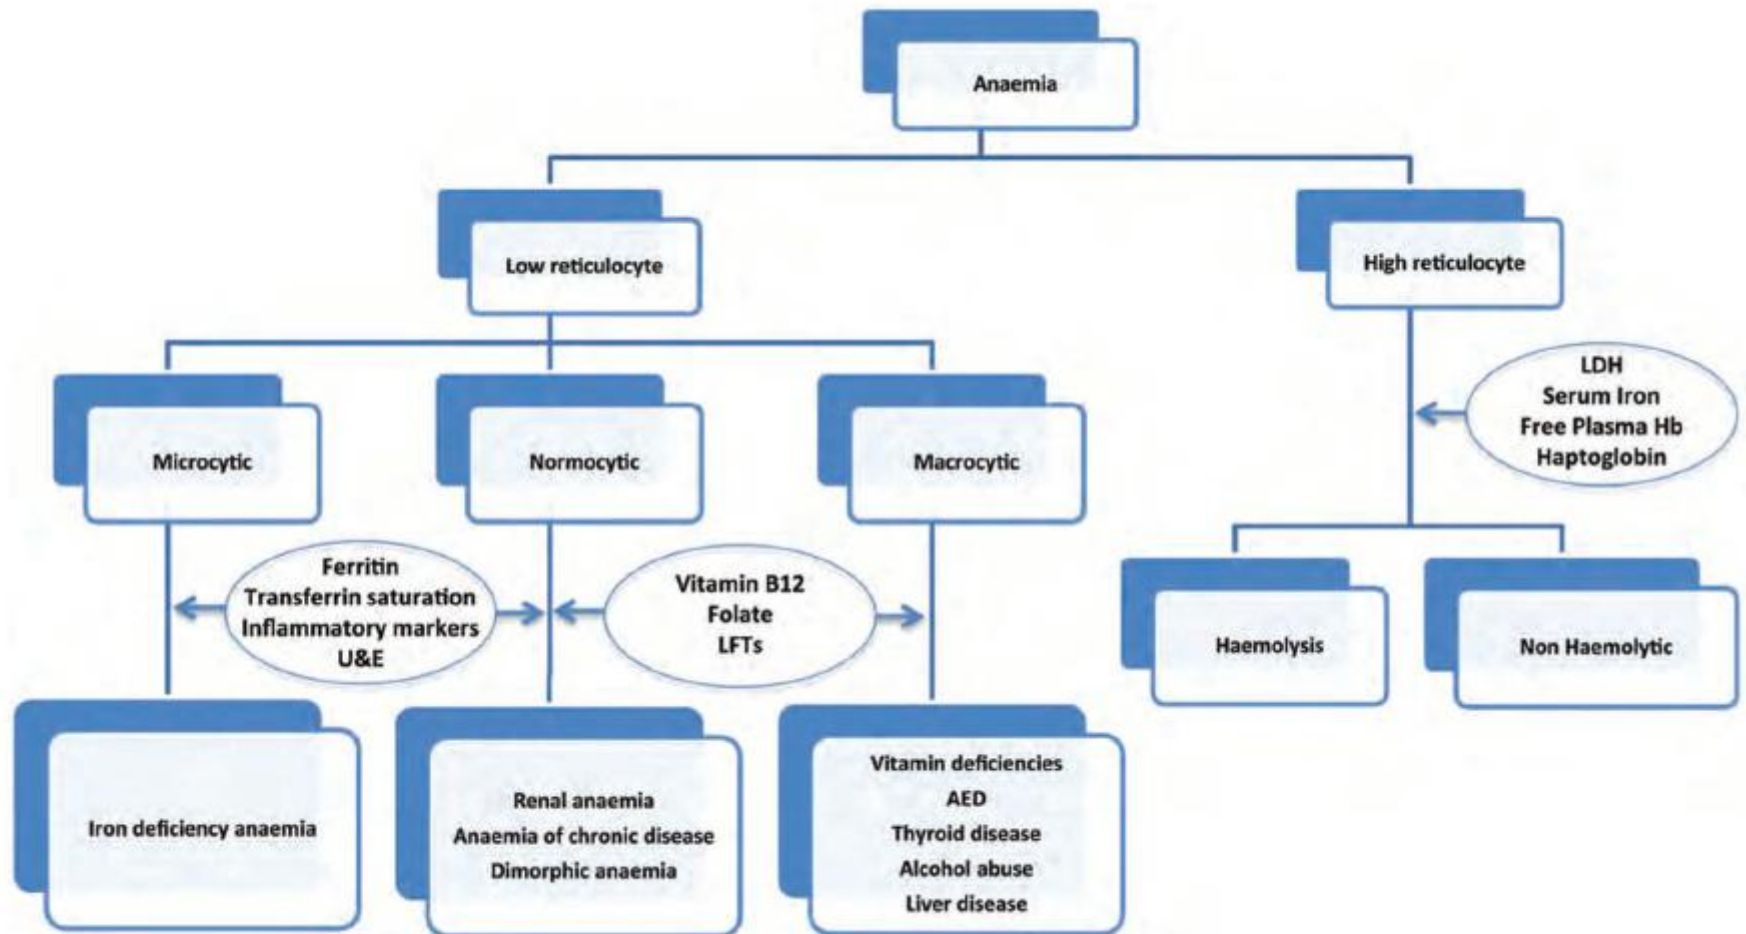 Anaemia
Low reticulocyte
High reticulocyte
LDH
Serum Iron
Free Plasma Hb
Haptoglobin
Microcytic
Normocytic
Macrocytic
Ferritin
Transferrin saturation
Inflammatory markers
U&E
Vitamin B12
Folate
LFTs
Haemolysis
Non Haemolytic
Iron deficiency anaemia
Renal anaemia
Anaemia of chronic disease
Dimorphic anaemia
Vitamin deficiencies
AED
Thyroid disease
Alcohol abuse
Liver disease